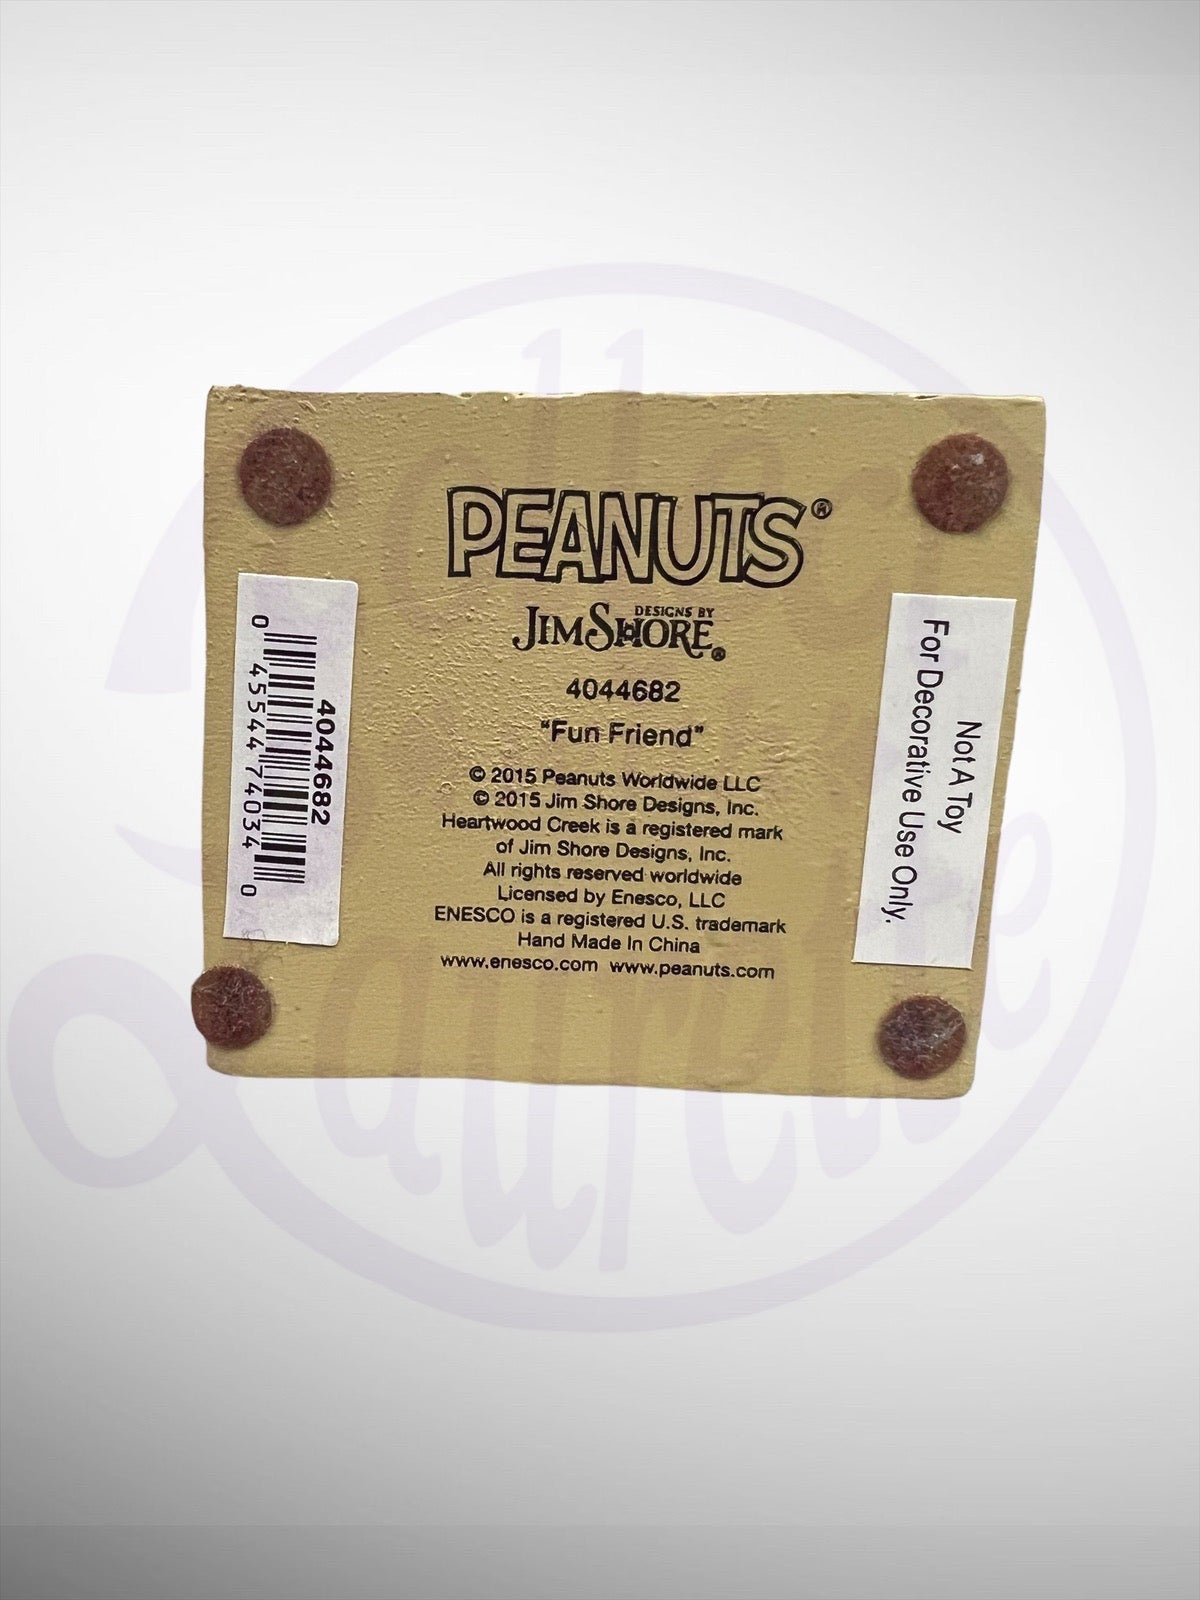 PEANUTS®
DESIGNS BY
JIM SHORE®
4044682
"Fun Friend"
© 2015 Peanuts Worldwide LLC
© 2015 Jim Shore Designs, Inc.
Heartwood Creek is a registered mark
of Jim Shore Designs, Inc.
All rights reserved worldwide
Licensed by Enesco, LLC
ENESCO is a registered U.S. trademark
Hand Made In China
www.enesco.com www.peanuts.com
4044682
0 45544 74034 0
Not A Toy
For Decorative Use Only.